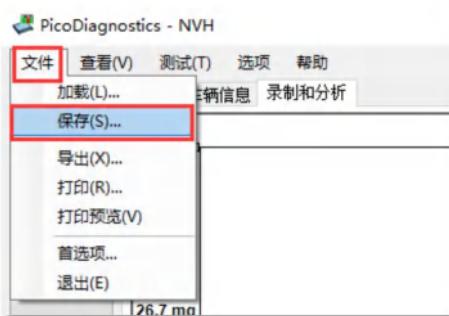 PicoDiagnostics - NVH
文件 查看(V) 测试(T) 选项 帮助
加载(L)...
车辆信息 录制和分析
保存(S)...
导出(X)...
打印(R)...
打印预览(V)
首选项...
退出(E)
26.7 mg